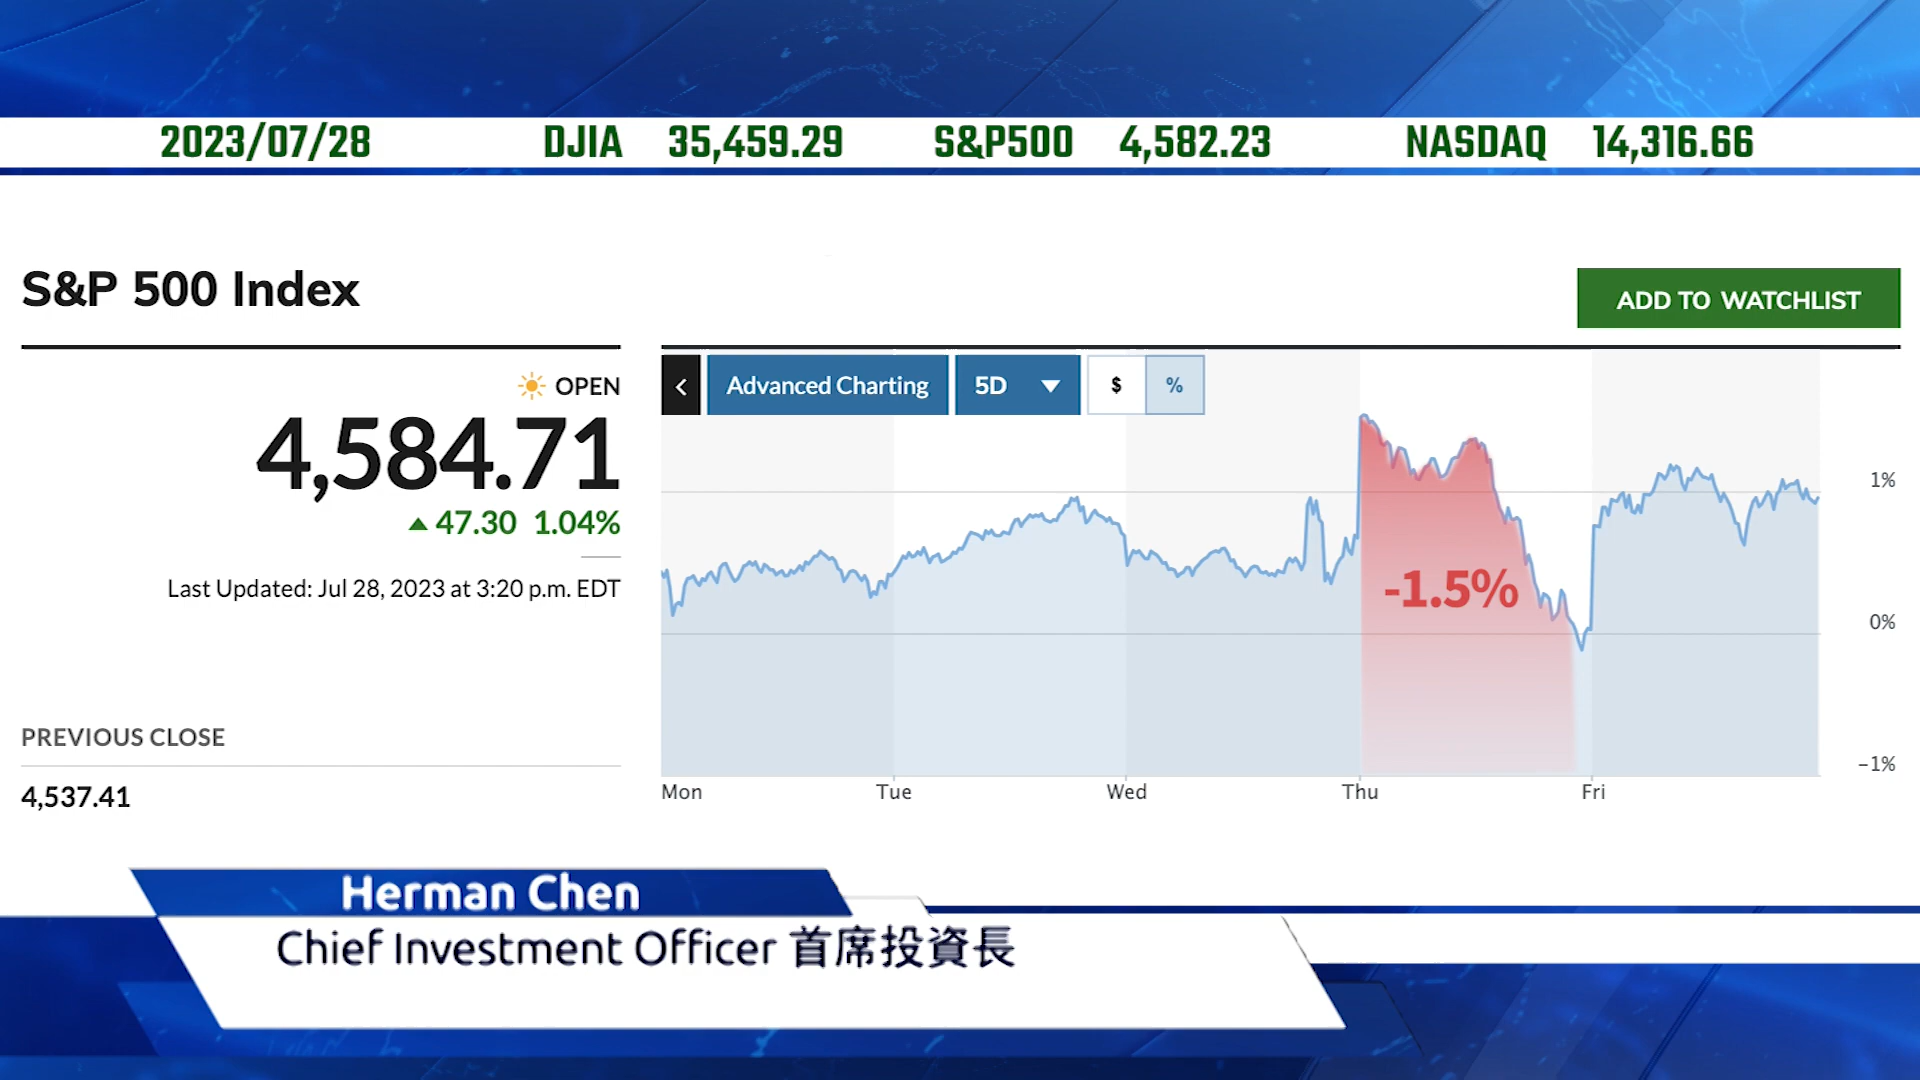 2023/07/28 DJIA 35,459.29 S&P500 4,582.23 NASDAQ 14,316.66
S&P 500 Index
ADD TO WATCHLIST
OPEN
4,584.71
▲ 47.30 1.04%
Last Updated: Jul 28, 2023 at 3:20 p.m. EDT
PREVIOUS CLOSE
4,537.41
< Advanced Charting 5D ▼ $ %
1%
-1.5%
0%
−1%
Mon Tue Wed Thu Fri
Herman Chen
Chief Investment Officer 首席投資長